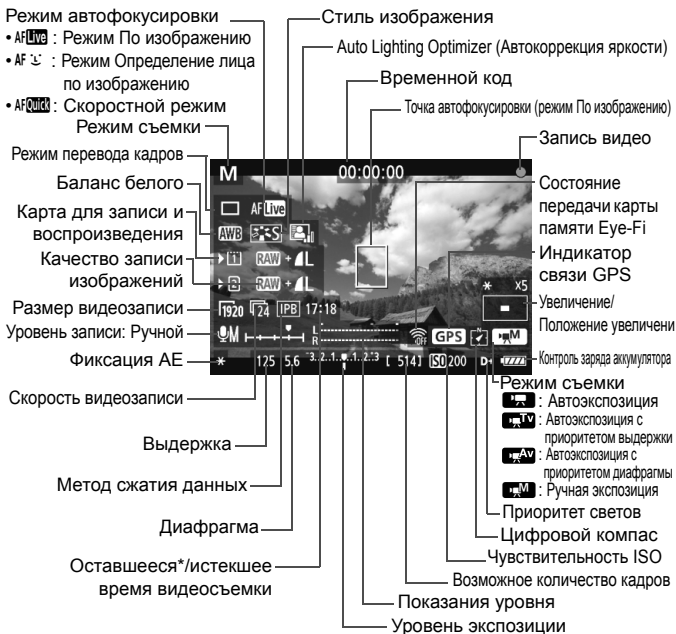 Режим автофокусировки
• AF Live : Режим По изображению
• AF : Режим Определение лица
по изображению
• AF Quick : Скоростной режим
Режим съемки
Режим перевода кадров
Баланс белого
Карта для записи и
воспроизведения
Качество записи
изображений
Размер видеозаписи
Уровень записи: Ручной
Фиксация AE
Скорость видеозаписи
Выдержка
Метод сжатия данных
Диафрагма
Оставшееся*/истекшее
время видеосъемки
Стиль изображения
Auto Lighting Optimizer (Автокоррекция яркости)
Временной код
Точка автофокусировки (режим По изображению)
Запись видео
M 00:00:00
AF Live
AWB S
1 RAW + L
2 RAW + L
1920 24 IPB 17:18
M L
R OFF GPS N M
* 125 5.6 -3..2..1..0..1..2.:3 [ 514] ISO 200 D+
* X5
Состояние
передачи карты
памяти Eye-Fi
Индикатор
связи GPS
Увеличение/
Положение увеличени
Контроль заряда аккумулятора
Режим съемки
: Автоэкспозиция
Tv : Автоэкспозиция с
приоритетом выдержки
Av : Автоэкспозиция с
приоритетом диафрагмы
M : Ручная экспозиция
Приоритет светов
Цифровой компас
Чувствительность ISO
Возможное количество кадров
Показания уровня
Уровень экспозиции